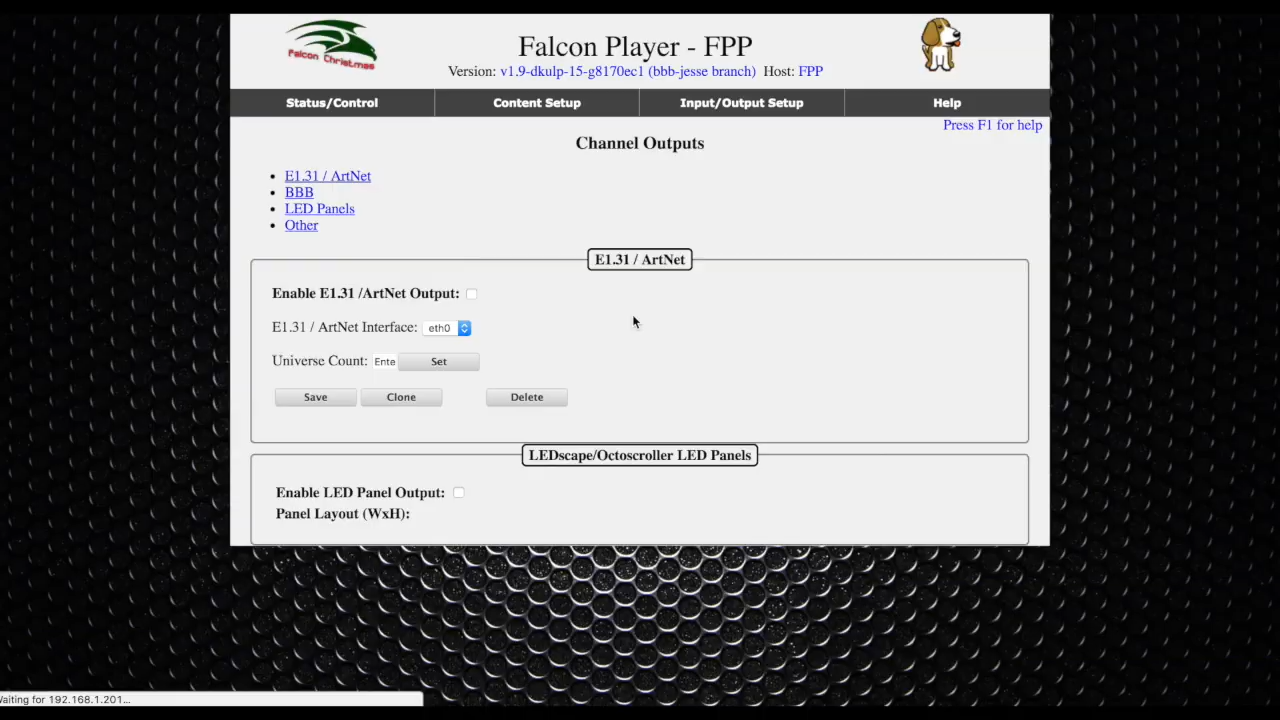 Falcon Christmas
Falcon Player - FPP
Version: v1.9-dkulp-15-g8170ec1 (bbb-jesse branch) Host: FPP
Status/Control Content Setup Input/Output Setup Help
Press F1 for help
Channel Outputs
E1.31 / ArtNet
BBB
LED Panels
Other
E1.31 / ArtNet
Enable E1.31 /ArtNet Output:
E1.31 / ArtNet Interface: eth0
Universe Count: Ente Set
Save Clone Delete
LEDscape/Octoscroller LED Panels
Enable LED Panel Output:
Panel Layout (WxH):
Waiting for 192.168.1.201...